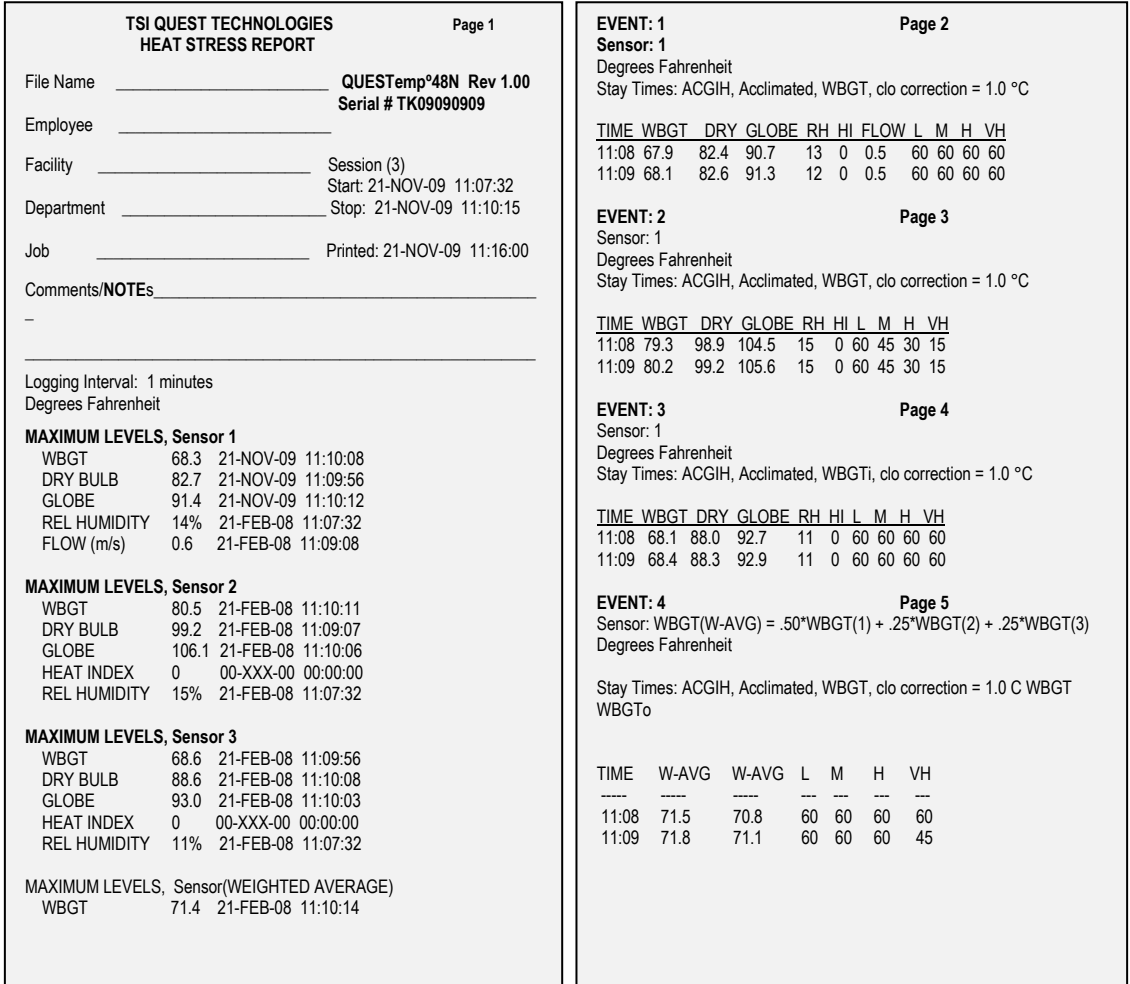 TSI QUEST TECHNOLOGIES Page 1
HEAT STRESS REPORT
File Name _________________________ QUESTempº48N Rev 1.00
Serial # TK09090909
Employee _________________________
Facility _________________________ Session (3)
Start: 21-NOV-09 11:07:32
Department ________________________ Stop: 21-NOV-09 11:10:15
Job _________________________ Printed: 21-NOV-09 11:16:00
Comments/NOTEs_____________________________________________
_
____________________________________________________________
Logging Interval: 1 minutes
Degrees Fahrenheit
MAXIMUM LEVELS, Sensor 1
WBGT 68.3 21-NOV-09 11:10:08
DRY BULB 82.7 21-NOV-09 11:09:56
GLOBE 91.4 21-NOV-09 11:10:12
REL HUMIDITY 14% 21-FEB-08 11:07:32
FLOW (m/s) 0.6 21-FEB-08 11:09:08
MAXIMUM LEVELS, Sensor 2
WBGT 80.5 21-FEB-08 11:10:11
DRY BULB 99.2 21-FEB-08 11:09:07
GLOBE 106.1 21-FEB-08 11:10:06
HEAT INDEX 0 00-XXX-00 00:00:00
REL HUMIDITY 15% 21-FEB-08 11:07:32
MAXIMUM LEVELS, Sensor 3
WBGT 68.6 21-FEB-08 11:09:56
DRY BULB 88.6 21-FEB-08 11:10:08
GLOBE 93.0 21-FEB-08 11:10:03
HEAT INDEX 0 00-XXX-00 00:00:00
REL HUMIDITY 11% 21-FEB-08 11:07:32
MAXIMUM LEVELS, Sensor(WEIGHTED AVERAGE)
WBGT 71.4 21-FEB-08 11:10:14
EVENT: 1 Page 2
Sensor: 1
Degrees Fahrenheit
Stay Times: ACGIH, Acclimated, WBGT, clo correction = 1.0 °C
TIME WBGT DRY GLOBE RH HI FLOW L M H VH
11:08 67.9 82.4 90.7 13 0 0.5 60 60 60 60
11:09 68.1 82.6 91.3 12 0 0.5 60 60 60 60
EVENT: 2 Page 3
Sensor: 1
Degrees Fahrenheit
Stay Times: ACGIH, Acclimated, WBGT, clo correction = 1.0 °C
TIME WBGT DRY GLOBE RH HI L M H VH
11:08 79.3 98.9 104.5 15 0 60 45 30 15
11:09 80.2 99.2 105.6 15 0 60 45 30 15
EVENT: 3 Page 4
Sensor: 1
Degrees Fahrenheit
Stay Times: ACGIH, Acclimated, WBGTi, clo correction = 1.0 °C
TIME WBGT DRY GLOBE RH HI L M H VH
11:08 68.1 88.0 92.7 11 0 60 60 60 60
11:09 68.4 88.3 92.9 11 0 60 60 60 60
EVENT: 4 Page 5
Sensor: WBGT(W-AVG) = .50*WBGT(1) + .25*WBGT(2) + .25*WBGT(3)
Degrees Fahrenheit
Stay Times: ACGIH, Acclimated, WBGT, clo correction = 1.0 C WBGT
WBGTo
TIME W-AVG W-AVG L M H VH
----- ----- ----- --- --- --- ---
11:08 71.5 70.8 60 60 60 60
11:09 71.8 71.1 60 60 60 45